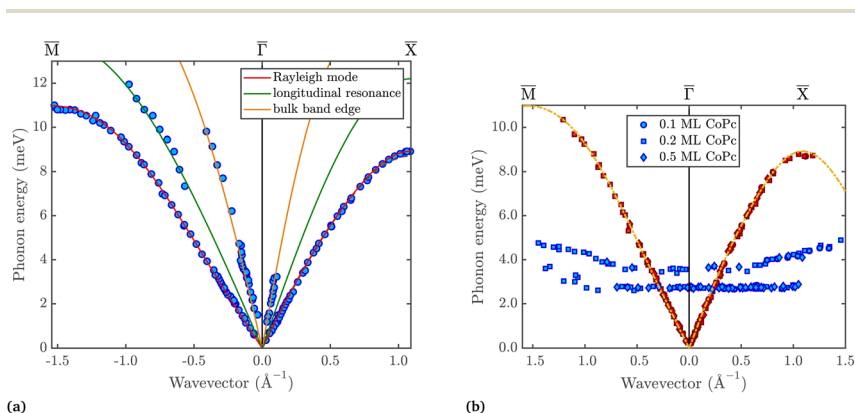 M̅ Γ̅ X̅
12
10
8
6
4
2
0
Phonon energy (meV)
Rayleigh mode
longitudinal resonance
bulk band edge
-1.5 -1.0 -0.5 0.0 0.5 1.0
Wavevector (Å⁻¹)
(a)
M̅ Γ̅ X̅
10.0
8.0
6.0
4.0
2.0
0
Phonon energy (meV)
0.1 ML CoPc
0.2 ML CoPc
0.5 ML CoPc
1.5 1.0 0.5 0.0 0.5 1.0 1.5
Wavevector (Å⁻¹)
(b)